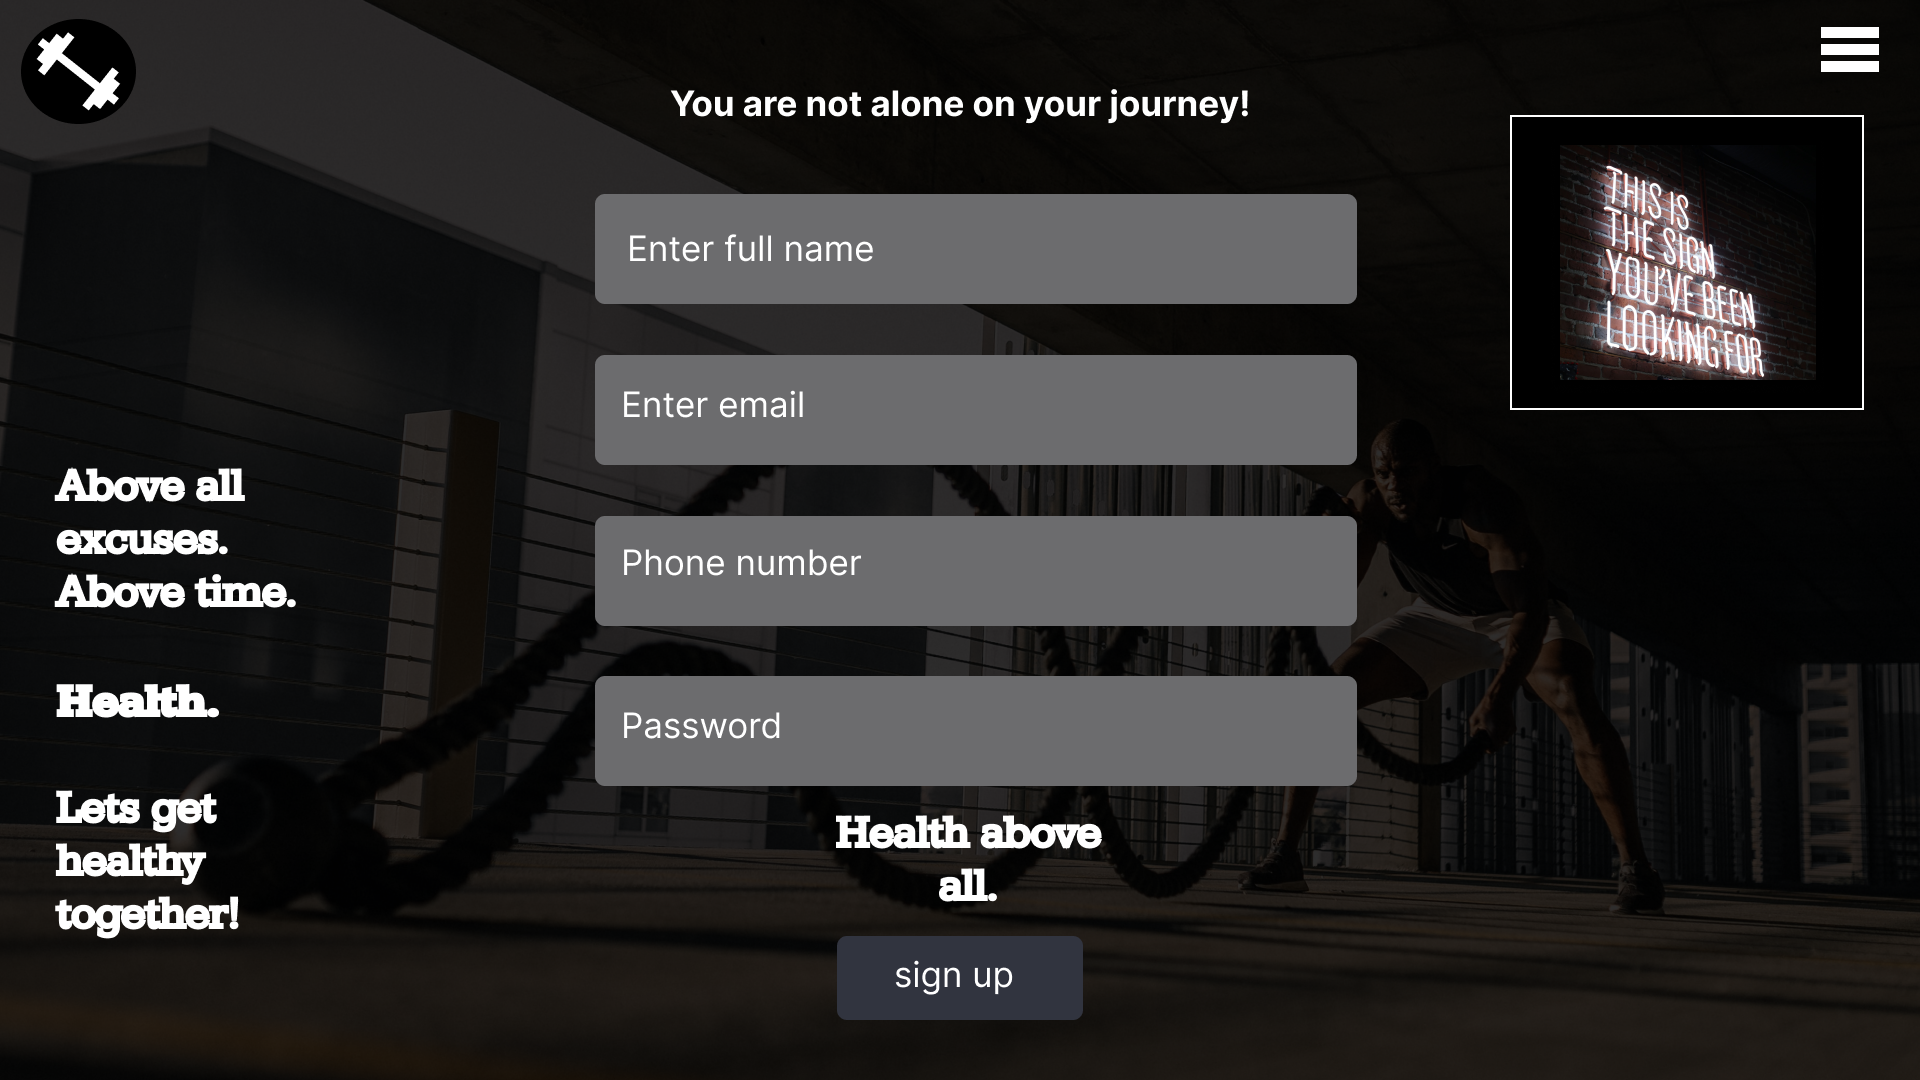 You are not alone on your journey!
THIS IS
THE SIGN
YOU'VE BEEN
LOOKING FOR
Enter full name
Enter email
Phone number
Password
Above all
excuses.
Above time.
Health.
Lets get
healthy
together!
Health above
all.
sign up